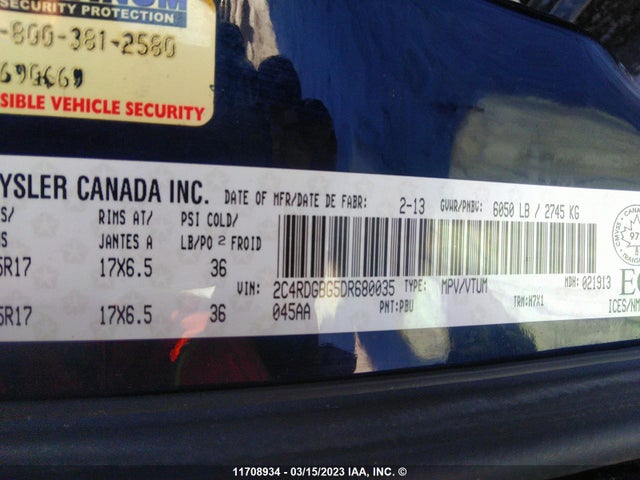 SECURITY PROTECTION
-800-381-2580
SIBLE VEHICLE SECURITY
YSLER CANADA INC.
DATE OF MFR/DATE DE FABR: 2-13 GVWR/PNBV: 6050 LB / 2745 KG
S/ RIMS AT/ PSI COLD/
S JANTES A LB/PO 2 FROID
5R17 17X6.5 36
VIN: 2C4RDGBG5DR680035 TYPE: MPV/VTUM MDH: 021913
5R17 17X6.5 36
045AA PNT:PBU TRM:H7X1
ICES/NM
11708934 - 03/15/2023 IAA, INC. ©